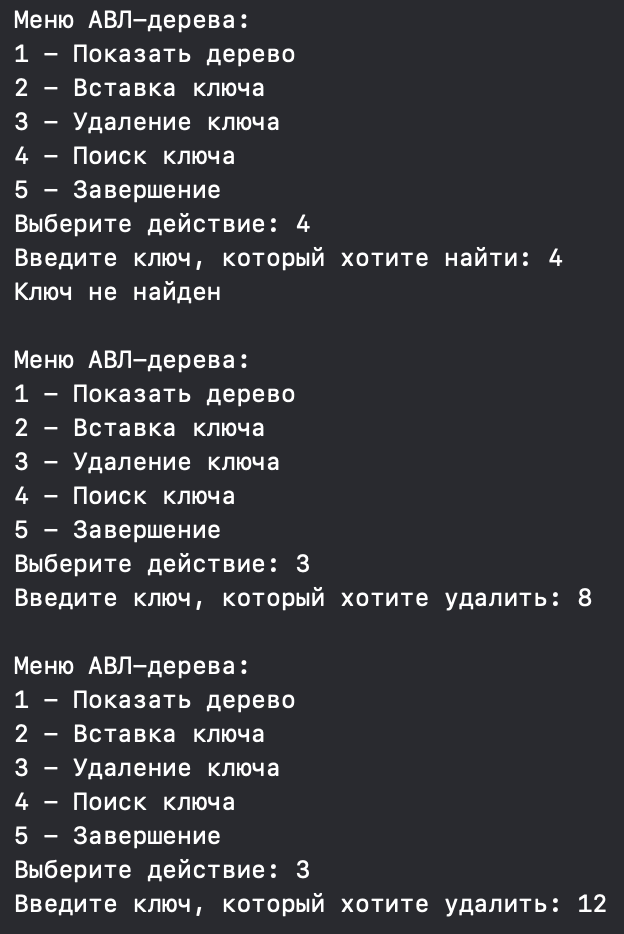 Меню АВЛ-дерева:
1 - Показать дерево
2 - Вставка ключа
3 - Удаление ключа
4 - Поиск ключа
5 - Завершение
Выберите действие: 4
Введите ключ, который хотите найти: 4
Ключ не найден
Меню АВЛ-дерева:
1 - Показать дерево
2 - Вставка ключа
3 - Удаление ключа
4 - Поиск ключа
5 - Завершение
Выберите действие: 3
Введите ключ, который хотите удалить: 8
Меню АВЛ-дерева:
1 - Показать дерево
2 - Вставка ключа
3 - Удаление ключа
4 - Поиск ключа
5 - Завершение
Выберите действие: 3
Введите ключ, который хотите удалить: 12